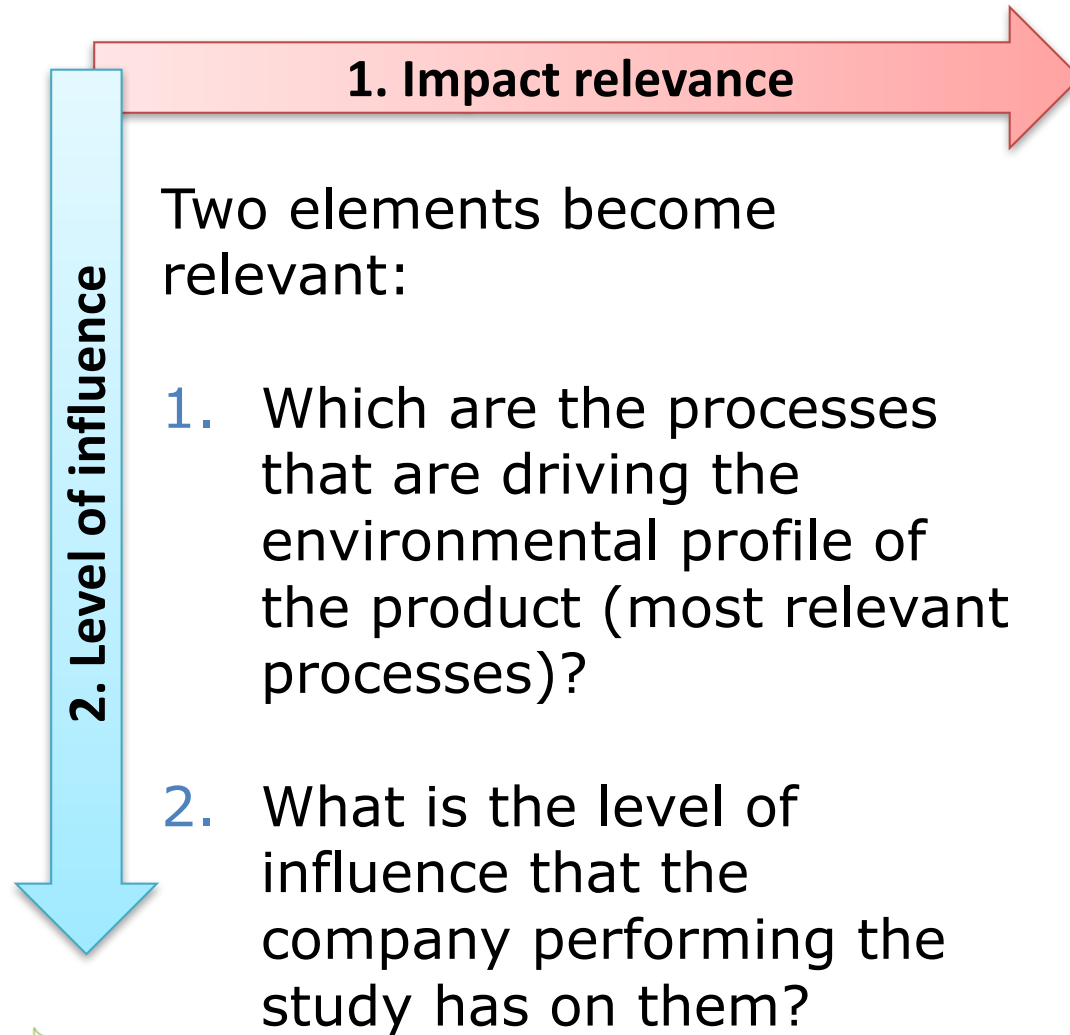 1. Impact relevance
2. Level of influence
Two elements become
relevant:
1. Which are the processes
that are driving the
environmental profile of
the product (most relevant
processes)?
2. What is the level of
influence that the
company performing the
study has on them?